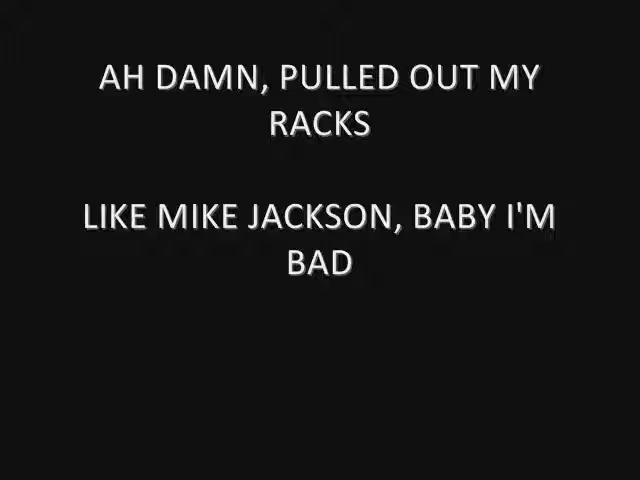 AH DAMN, PULLED OUT MY
RACKS
LIKE MIKE JACKSON, BABY I'M
BAD